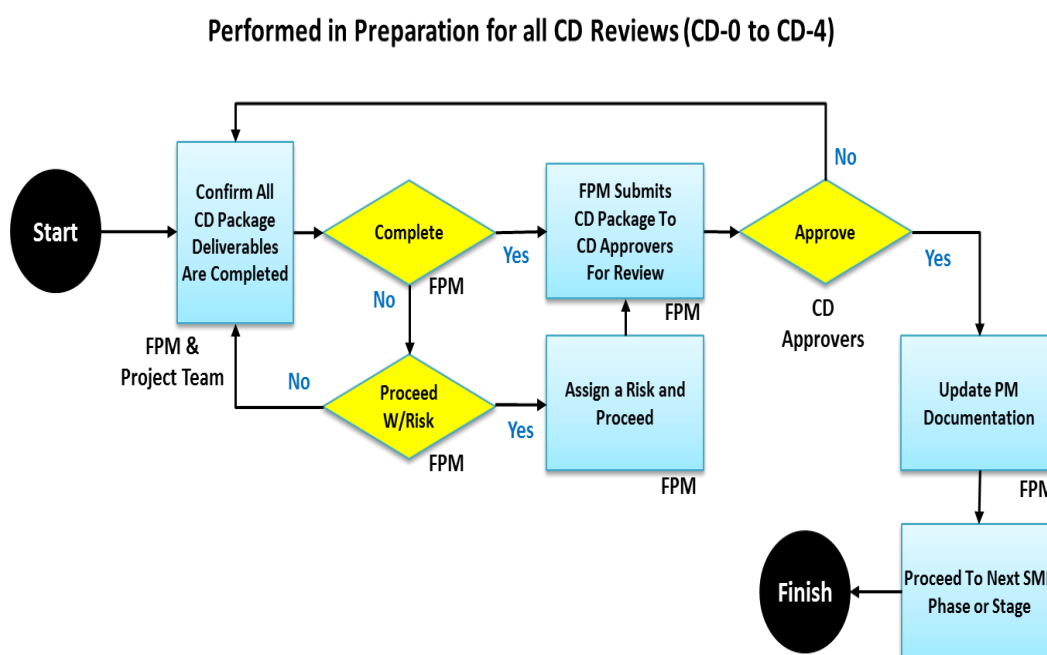 Performed in Preparation for all CD Reviews (CD-0 to CD-4)
No
Start
Confirm All
CD Package
Deliverables
Are Completed
FPM &
Project Team
Complete
Yes
FPM
No
FPM Submits
CD Package To
CD Approvers
For Review
FPM
Approve
Yes
CD
Approvers
No
Proceed
W/Risk
Yes
FPM
Assign a Risk and
Proceed
FPM
Update PM
Documentation
FPM
Proceed To Next
Phase or Stage
Finish